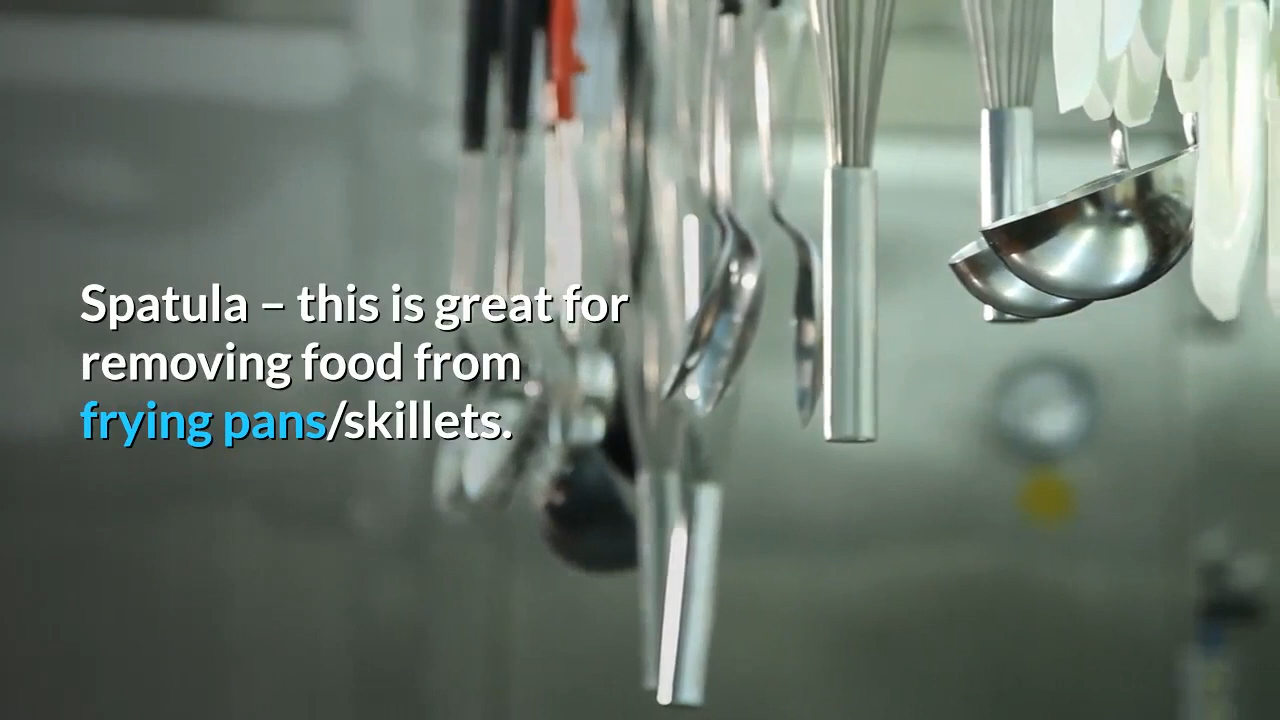 Spatula – this is great for
removing food from
frying pans/skillets.